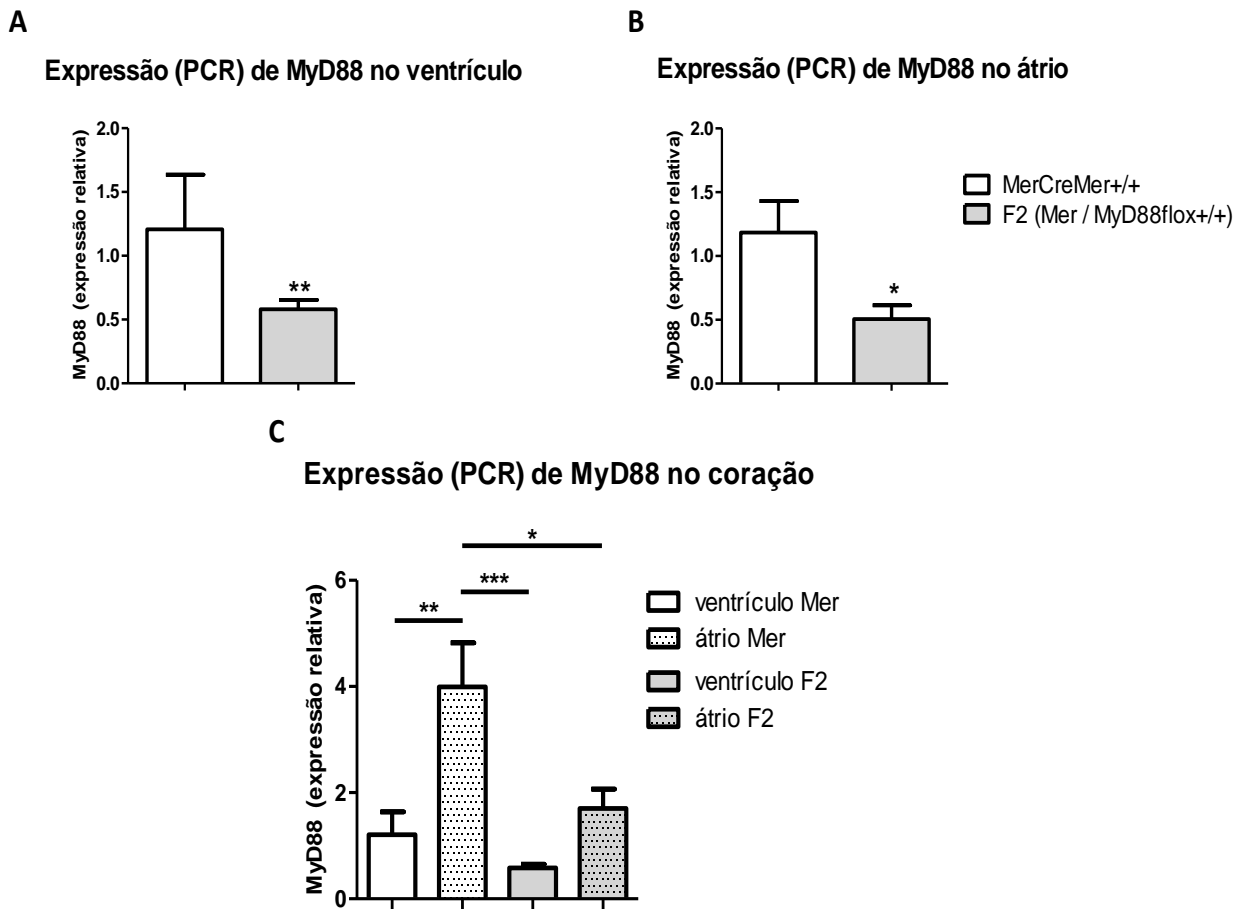 A
Expressão (PCR) de MyD88 no ventrículo
MyD88 (expressão relativa)
2.0
1.5
1.0
0.5
0.0
**
B
Expressão (PCR) de MyD88 no átrio
MyD88 (expressão relativa)
2.0
1.5
1.0
0.5
0.0
*
MerCreMer+/+
F2 (Mer / MyD88flox+/+)
C
Expressão (PCR) de MyD88 no coração
MyD88 (expressão relativa)
6
4
2
0
*
***
**
ventrículo Mer
átrio Mer
ventrículo F2
átrio F2